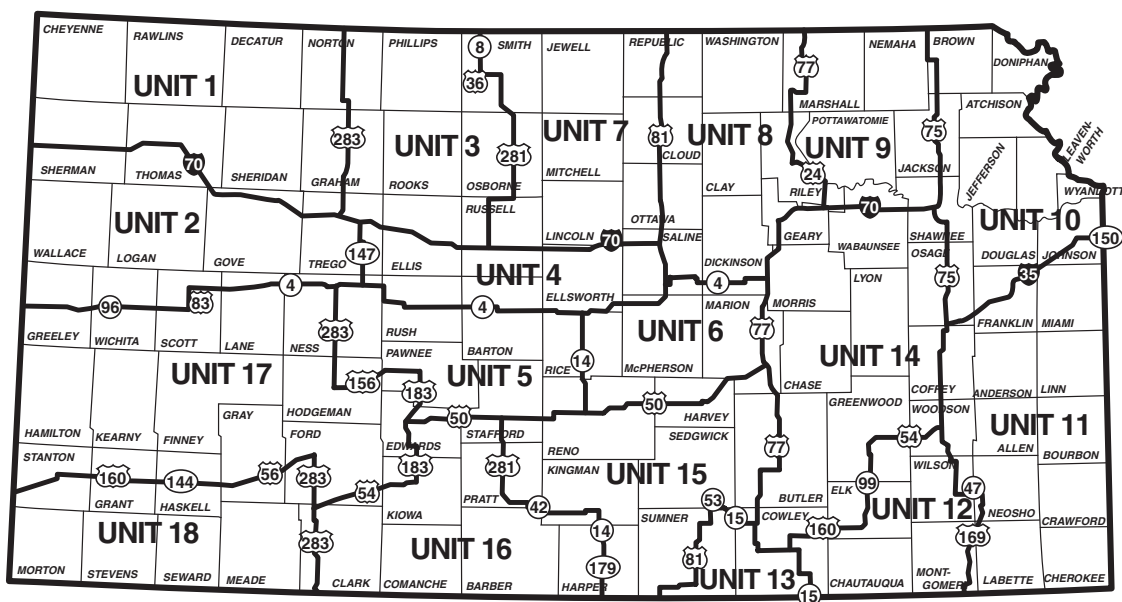 CHEYENNE
RAWLINS
DECATUR
NORTON
PHILLIPS
8
SMITH
JEWELL
REPUBLIC
WASHINGTON
NEMAHA
BROWN
DONIPHAN
77
36
UNIT 1
MARSHALL
ATCHISON
POTTAWATOMIE
283
UNIT 3
281
UNIT 7
81
UNIT 8
UNIT 9
75
LEAVEN-
WORTH
CLOUD
70
SHERMAN
THOMAS
SHERIDAN
GRAHAM
ROOKS
OSBORNE
MITCHELL
CLAY
24
RILEY
JACKSON
JEFFERSON
WYANDOTT
RUSSELL
UNIT 2
OTTAWA
70
UNIT 10
LINCOLN
70
SALINE
GEARY
WABAUNSEE
SHAWNEE
150
WALLACE
LOGAN
GOVE
TREGO
147
ELLIS
UNIT 4
DICKINSON
OSAGE
DOUGLAS
JOHNSON
35
4
4
LYON
75
96
83
4
ELLSWORTH
MARION
MORRIS
GREELEY
WICHITA
SCOTT
LANE
NESS
283
RUSH
BARTON
UNIT 6
77
FRANKLIN
MIAMI
PAWNEE
14
RICE
McPHERSON
UNIT 14
UNIT 17
156
183
UNIT 5
CHASE
COFFEY
ANDERSON
LINN
GRAY
HODGEMAN
50
50
HARVEY
GREENWOOD
WOODSON
HAMILTON
KEARNY
FINNEY
FORD
EDWARDS
STAFFORD
RENO
SEDGWICK
77
54
UNIT 11
ALLEN
BOURBON
STANTON
183
281
KINGMAN
UNIT 15
WILSON
160
144
56
283
54
99
47
GRANT
HASKELL
PRATT
42
53
BUTLER
ELK
UNIT 12
NEOSHO
KIOWA
SUMNER
15
COWLEY
160
CRAWFORD
UNIT 18
283
UNIT 16
14
81
169
MORTON
STEVENS
SEWARD
MEADE
CLARK
COMANCHE
BARBER
HARPER
179
UNIT 13
15
CHAUTAUQUA
MONT-
GOMERY
LABETTE
CHEROKEE